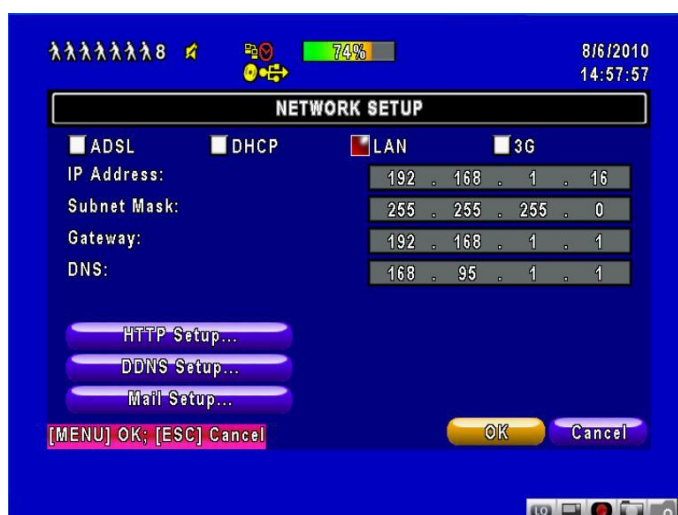 8 74% 8/6/2010
14:57:57
NETWORK SETUP
ADSL DHCP LAN 3G
IP Address: 192 . 168 . 1 . 16
Subnet Mask: 255 . 255 . 255 . 0
Gateway: 192 . 168 . 1 . 1
DNS: 168 . 95 . 1 . 1
HTTP Setup...
DDNS Setup...
Mail Setup...
[MENU] OK; [ESC] Cancel OK Cancel
LQ